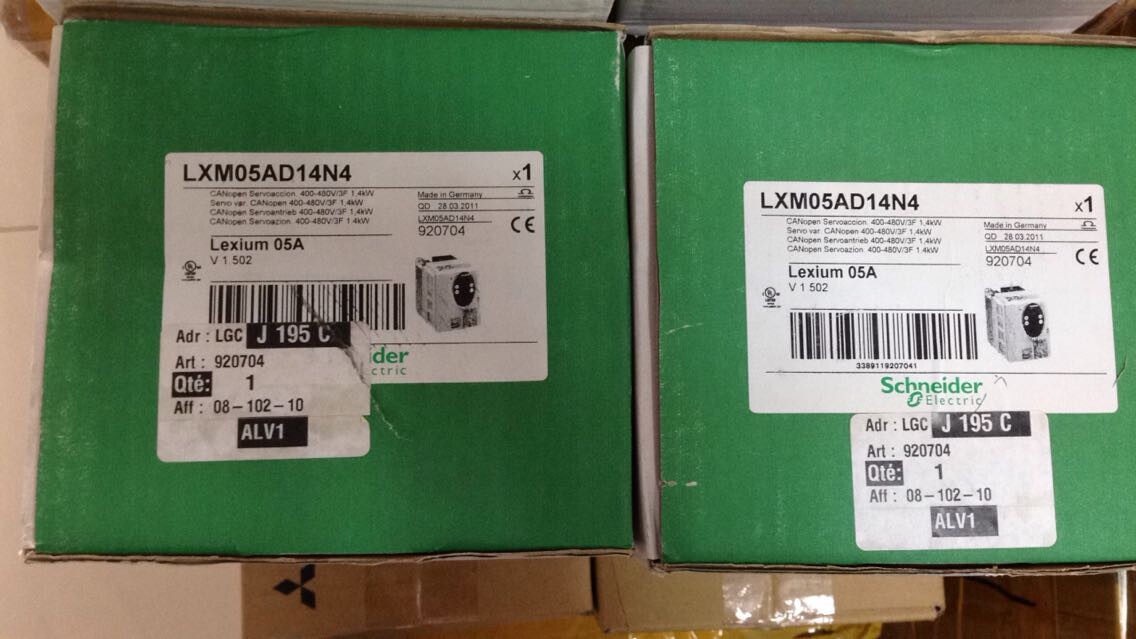 LXM05AD14N4
x1
CANopen Servoaccion. 400-480V/3F 1,4kW
Servo var. CANopen 400-480V/3F 1,4kW
CANopen Servoantrieb 400-480V/3F 1,4kW
CANopen Servoazion. 400-480V/3F 1.4kW
Made in Germany
QD 28.03.2011
LXM05AD14N4
920704
CE
Lexium 05A
V 1.502
Adr : LGC J 195 C
Art : 920704
Qté: 1
Aff : 08-102-10
ALV1
ider
ectric
LXM05AD14N4
x1
CANopen Servoaccion. 400-480V/3F 1,4kW
Servo var. CANopen 400-480V/3F 1,4kW
CANopen Servoantrieb 400-480V/3F 1,4kW
CANopen Servoazion. 400-480V/3F 1,4kW
Made in Germany
QD 28.03.2011
LXM05AD14N4
920704
CE
Lexium 05A
V 1.502
3389119207041
Schneider
Electric
Adr : LGC J 195 C
Art : 920704
Qté: 1
Aff : 08-102-10
ALV1